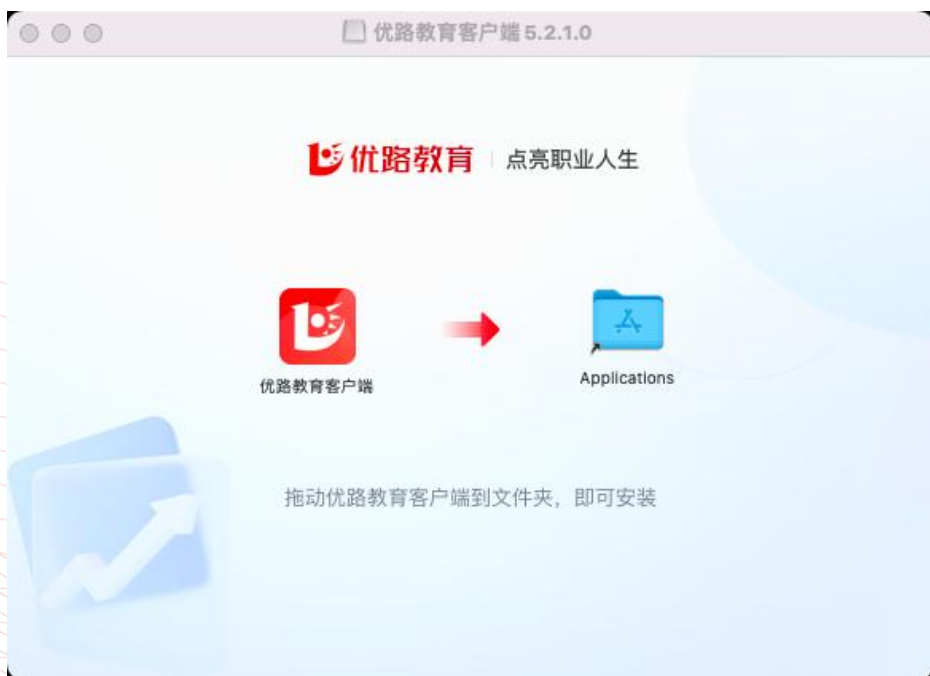 优路教育客户端 5.2.1.0
优路教育 点亮职业人生
优路教育客户端
Applications
拖动优路教育客户端到文件夹，即可安装